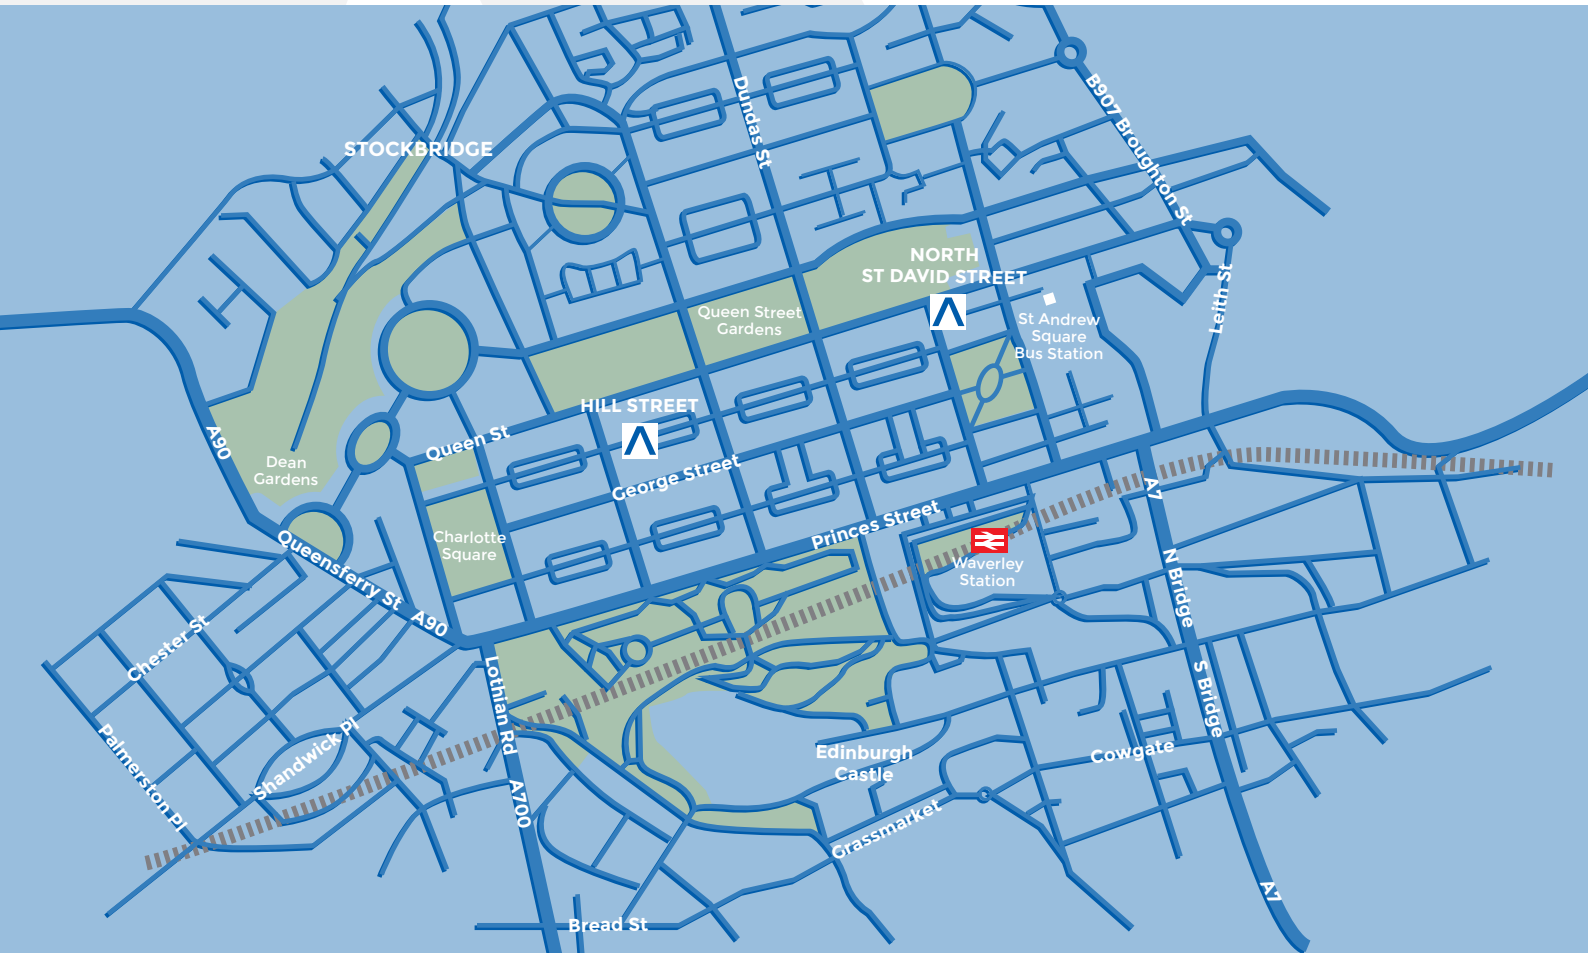 Dundas St
B907 Broughton St
STOCKBRIDGE
NORTH
ST DAVID STREET
Leith St
Queen Street
Gardens
St Andrew
Square
Bus Station
HILL STREET
A90
Queen St
George Street
Dean
Gardens
Princes Street
A7
Charlotte
Square
Queensferry St
A90
Waverley
Station
N Bridge
Chester St
Lothian Rd
S Bridge
Palmerston Pl
Shandwick Pl
Edinburgh
Castle
Cowgate
A700
Grassmarket
A7
Bread St